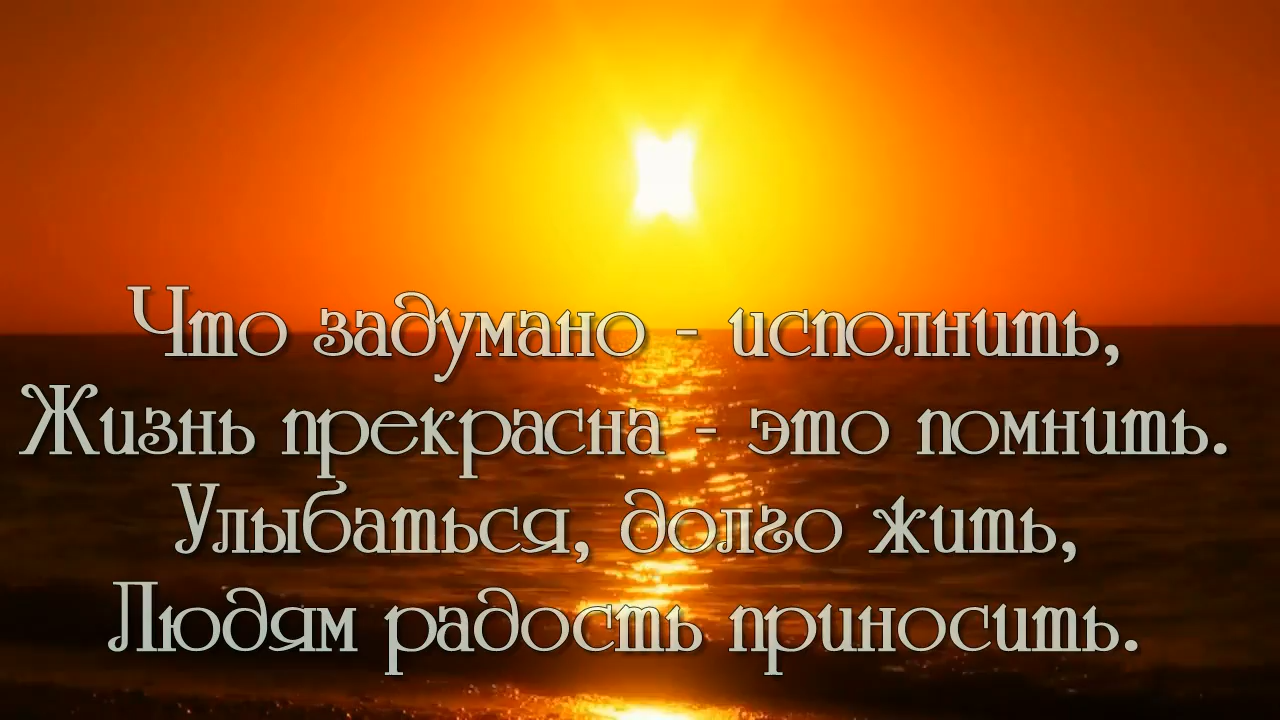 Что задумано - исполнить,
Жизнь прекрасна - это помнить.
Улыбаться, долго жить,
Людям радость приносить.